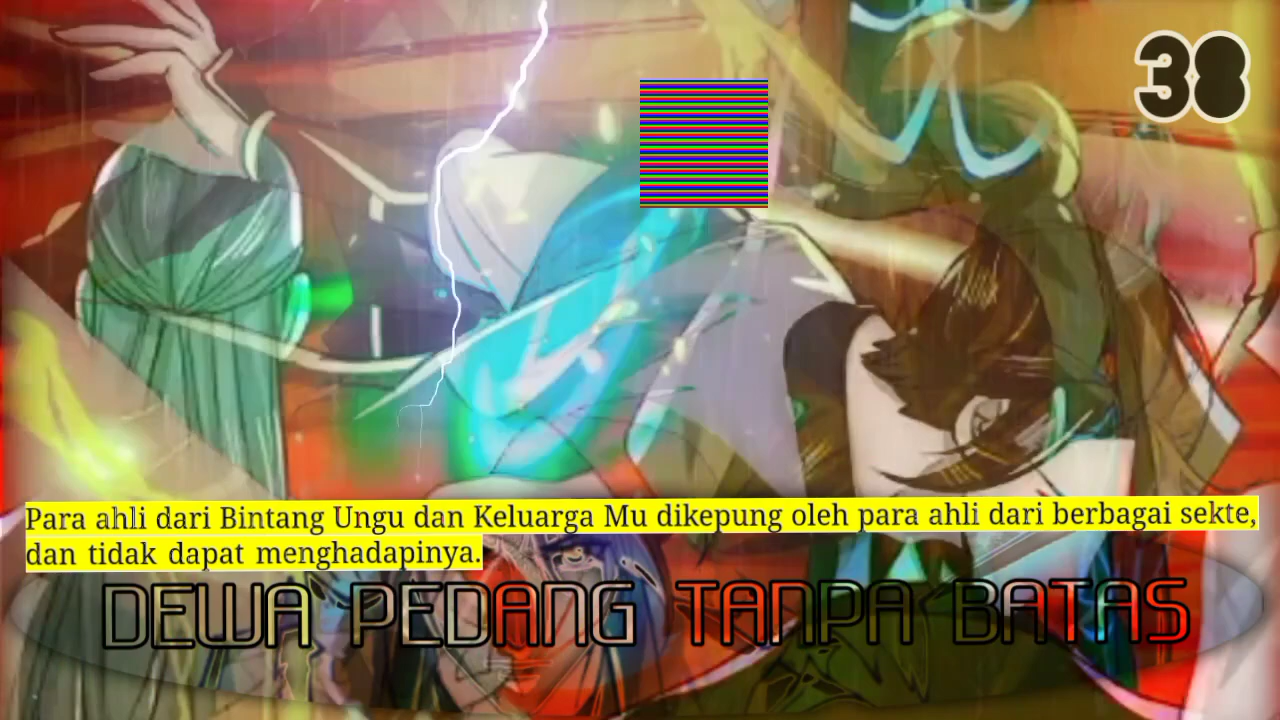 38
Para ahli dari Bintang Ungu dan Keluarga Mu dikepung oleh para ahli dari berbagai sekte,
dan tidak dapat menghadapinya.
DEWA PEDANG TANPA BATAS